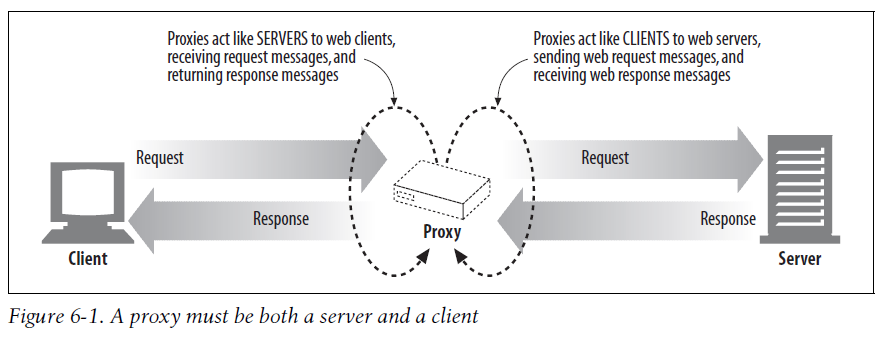 Proxies act like SERVERS to web clients,
receiving request messages, and
returning response messages
Proxies act like CLIENTS to web servers,
sending web request messages, and
receiving web response messages
Request
Request
Response
Response
Proxy
Client
Server
Figure 6-1. A proxy must be both a server and a client